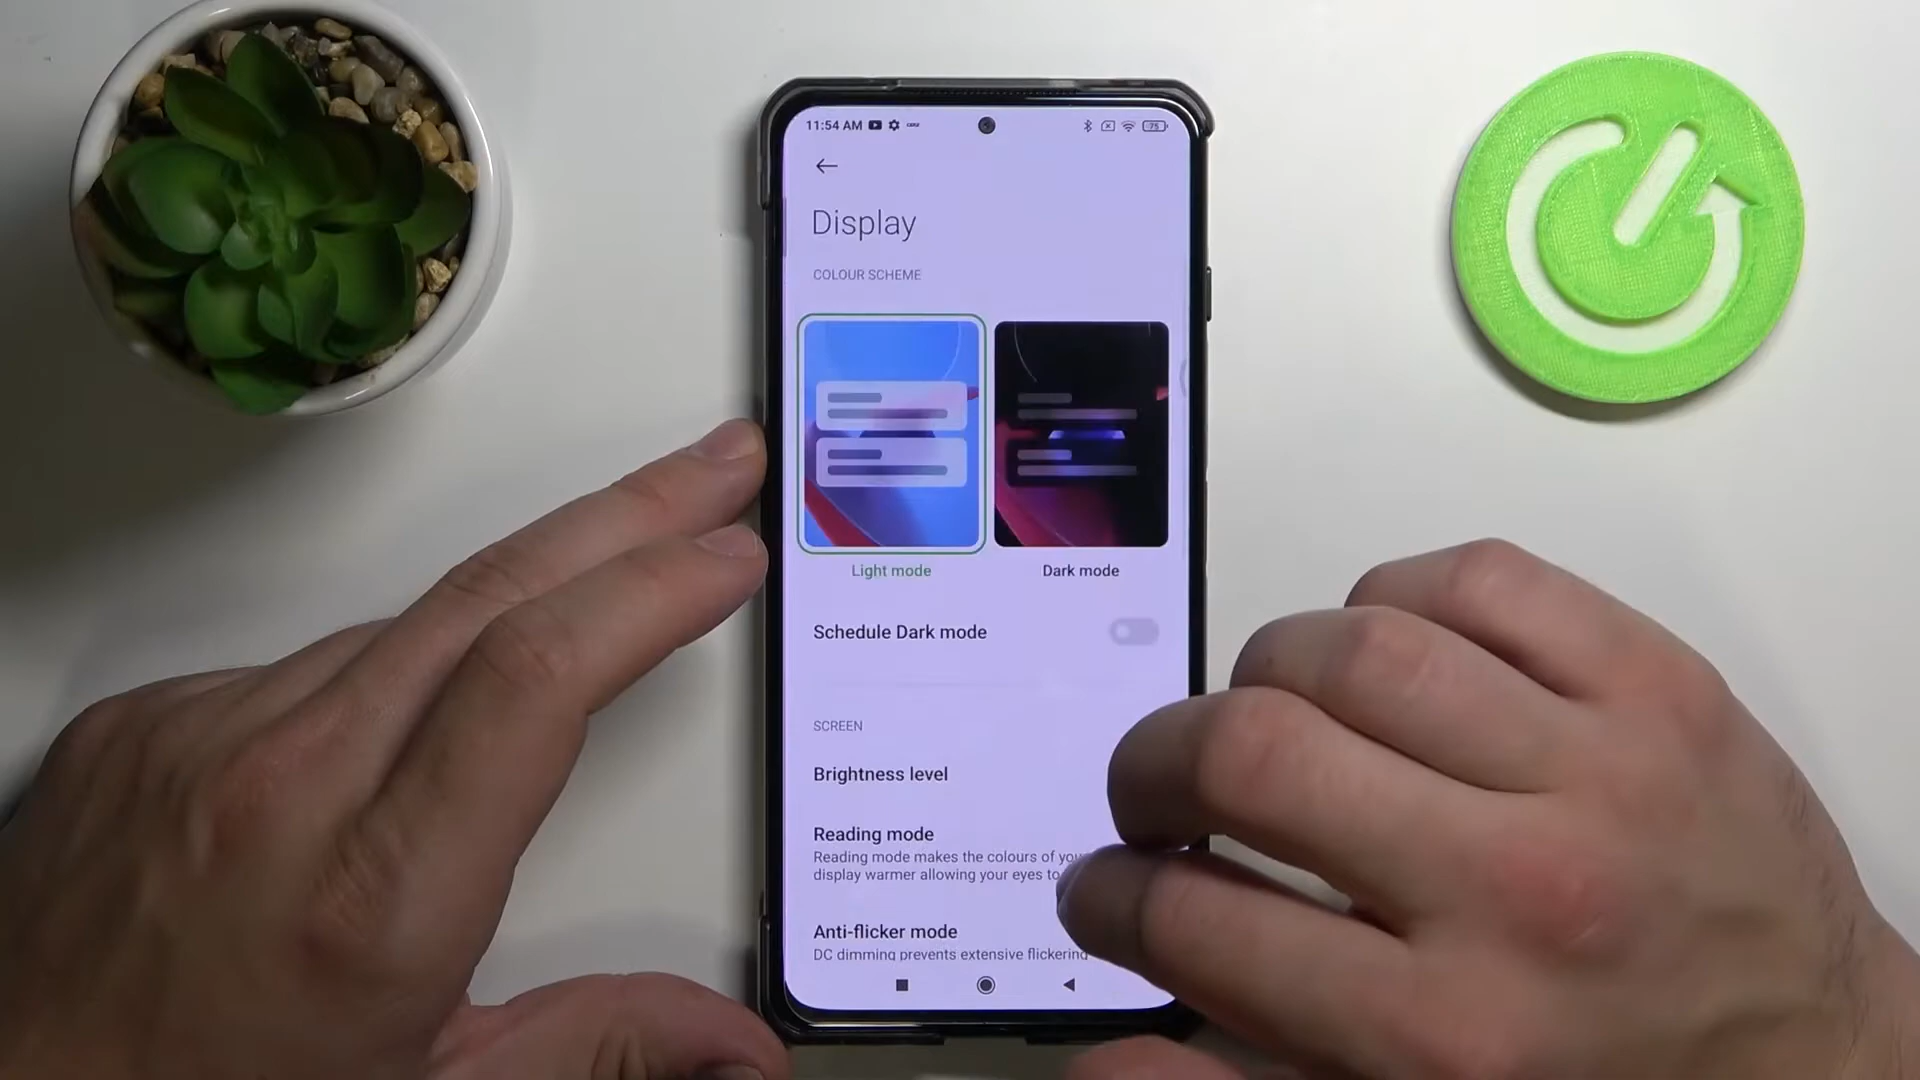 11:54 AM
75
Display
COLOUR SCHEME
Light mode
Dark mode
Schedule Dark mode
SCREEN
Brightness level
Reading mode
Reading mode makes the colours of
display warmer allowing your eyes to
Anti-flicker mode
DC dimming prevents extensive flickering